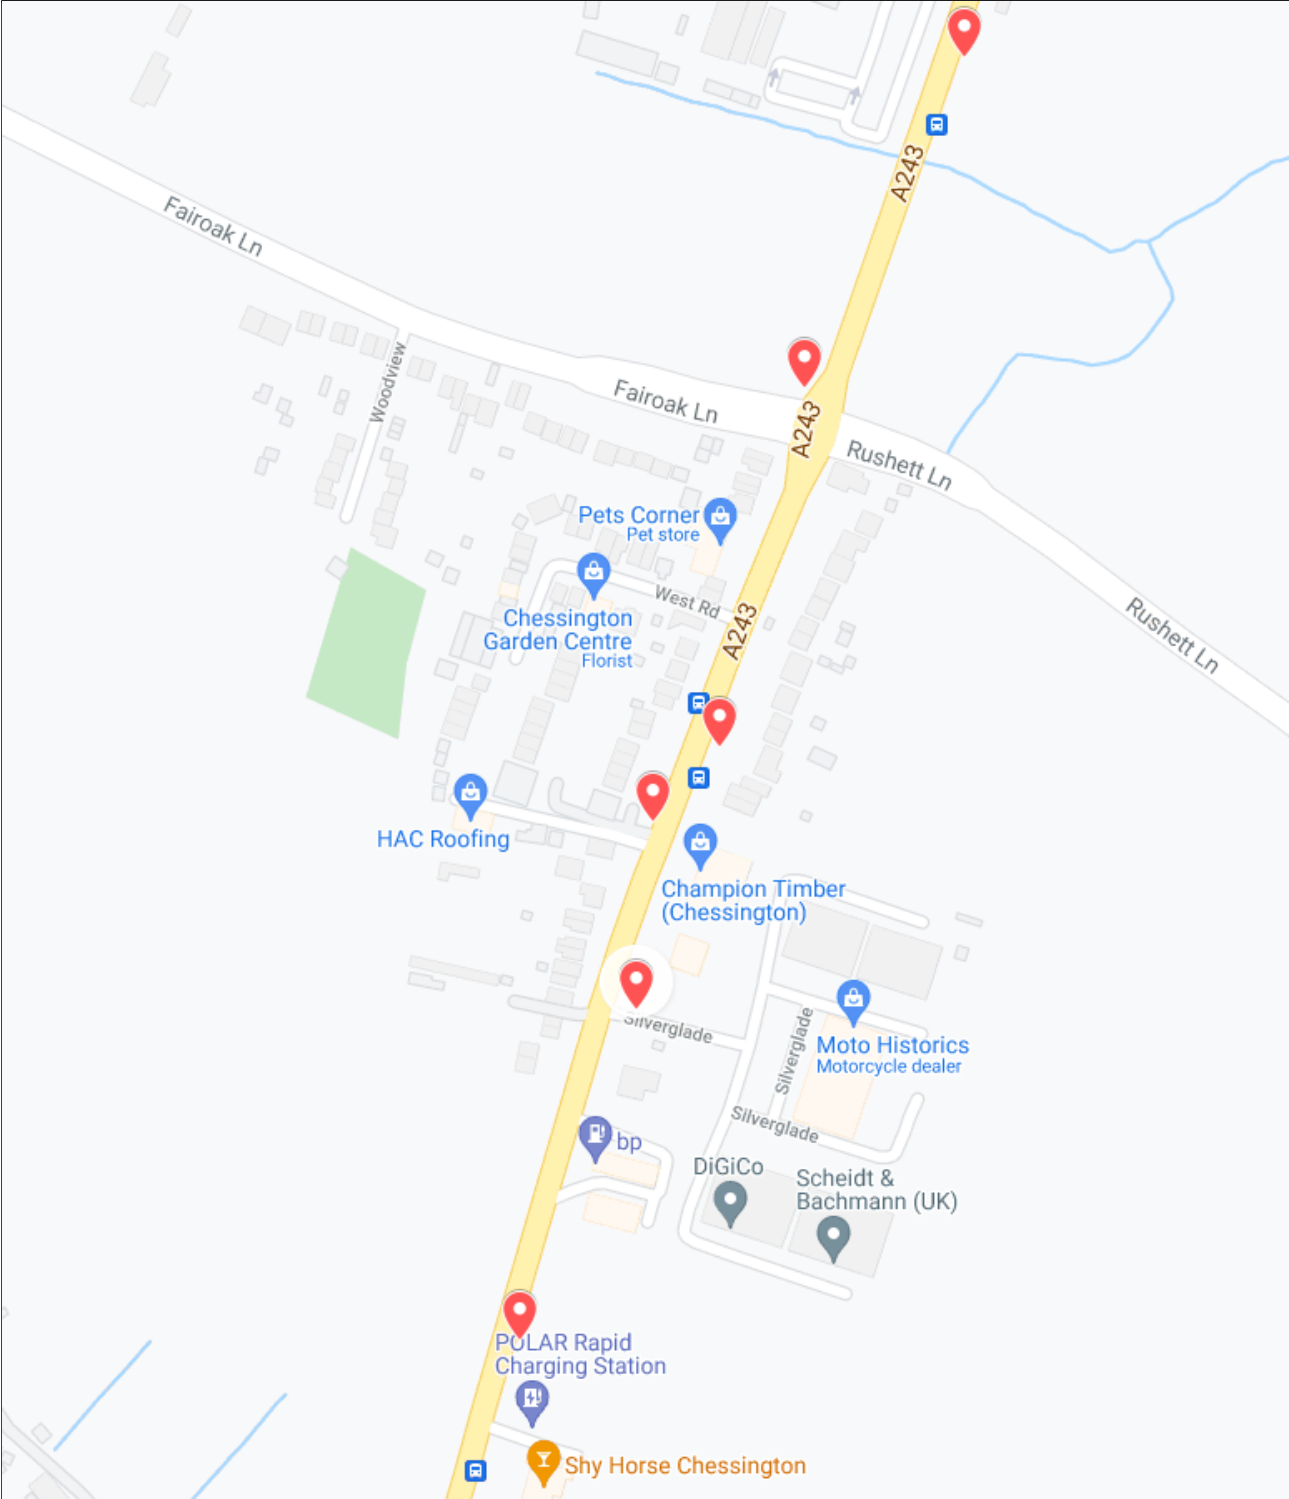 A243
Fairoak Ln
Woodview
Fairoak Ln
A243
Rushett Ln
Pets Corner
Pet store
West Rd
Chessington
Garden Centre
Florist
A243
Rushett Ln
HAC Roofing
Champion Timber
(Chessington)
Silverglade
Silverglade
Moto Historics
Motorcycle dealer
Silverglade
bp
DiGiCo
Scheidt &
Bachmann (UK)
POLAR Rapid
Charging Station
Shy Horse Chessington